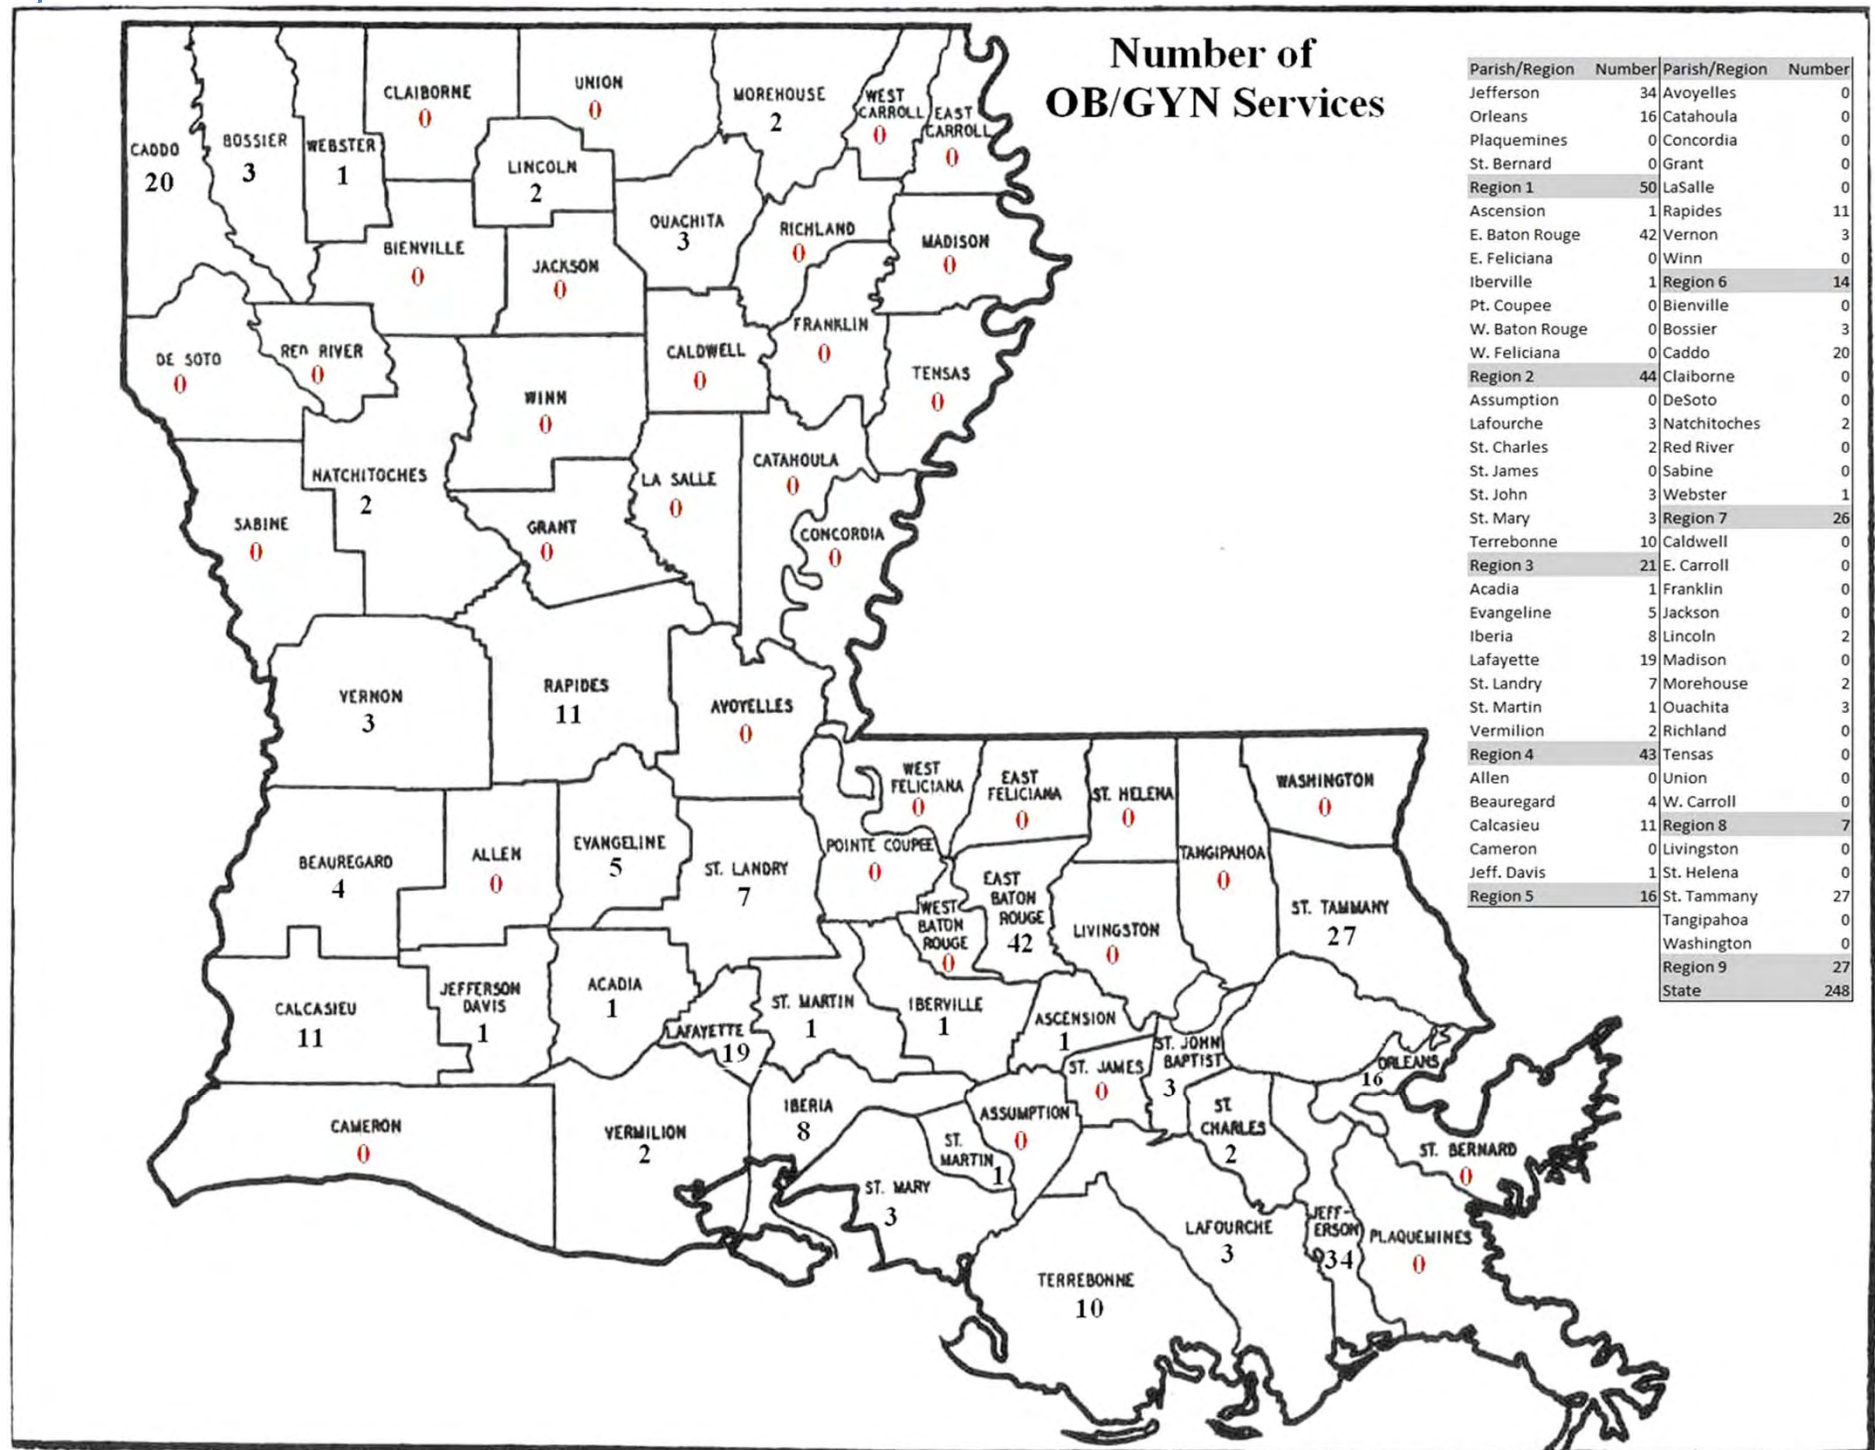 Number of
OB/GYN Services
CLAIBORNE
0
UNION
0
MOREHOUSE
2
WEST
CARROLL
0
EAST
CARROLL
0
CADDO
20
BOSSIER
3
WEBSTER
1
LINCOLN
2
OUACHITA
3
RICHLAND
0
MADISON
0
BIENVILLE
0
JACKSON
0
DE SOTO
0
RED RIVER
0
WINN
0
CALDWELL
0
FRANKLIN
0
TENSAS
0
NATCHITOCHES
2
SABINE
0
GRANT
0
LA SALLE
0
CATAHOULA
0
CONCORDIA
0
VERNON
3
RAPIDES
11
AVOYELLES
0
WEST
FELICIANA
0
EAST
FELICIANA
0
ST. HELENA
0
WASHINGTON
0
BEAUREGARD
4
ALLEN
0
EVANGELINE
5
ST. LANDRY
7
POINTE COUPEE
0
WEST
BATON
ROUGE
0
EAST
BATON
ROUGE
42
TANGIPAHOA
0
LIVINGSTON
0
ST. TAMMANY
27
CALCASIEU
11
JEFFERSON
DAVIS
1
ACADIA
1
LAFAYETTE
19
ST. MARTIN
1
IBERVILLE
1
ASCENSION
1
ST. JOHN
BAPTIST
3
ST. JAMES
0
ORLEANS
16
CAMERON
0
VERMILION
2
IBERIA
8
ST.
MARTIN
1
ASSUMPTION
0
ST.
CHARLES
2
ST. BERNARD
0
ST. MARY
3
LAFOURCHE
3
JEFF-
ERSON
34
PLAQUEMINES
0
TERREBONNE
10
Parish/Region Number Parish/Region Number
Jefferson 34 Avoyelles 0
Orleans 16 Catahoula 0
Plaquemines 0 Concordia 0
St. Bernard 0 Grant 0
Region 1 50 LaSalle 0
Ascension 1 Rapides 11
E. Baton Rouge 42 Vernon 3
E. Feliciana 0 Winn 0
Iberville 1 Region 6 14
Pt. Coupee 0 Bienville 0
W. Baton Rouge 0 Bossier 3
W. Feliciana 0 Caddo 20
Region 2 44 Claiborne 0
Assumption 0 DeSoto 0
Lafourche 3 Natchitoches 2
St. Charles 2 Red River 0
St. James 0 Sabine 0
St. John 3 Webster 1
St. Mary 3 Region 7 26
Terrebonne 10 Caldwell 0
Region 3 21 E. Carroll 0
Acadia 1 Franklin 0
Evangeline 5 Jackson 0
Iberia 8 Lincoln 2
Lafayette 19 Madison 0
St. Landry 7 Morehouse 2
St. Martin 1 Ouachita 3
Vermilion 2 Richland 0
Region 4 43 Tensas 0
Allen 0 Union 0
Beauregard 4 W. Carroll 0
Calcasieu 11 Region 8 7
Cameron 0 Livingston 0
Jeff. Davis 1 St. Helena 0
Region 5 16 St. Tammany 27
Tangipahoa 0
Washington 0
Region 9 27
State 248